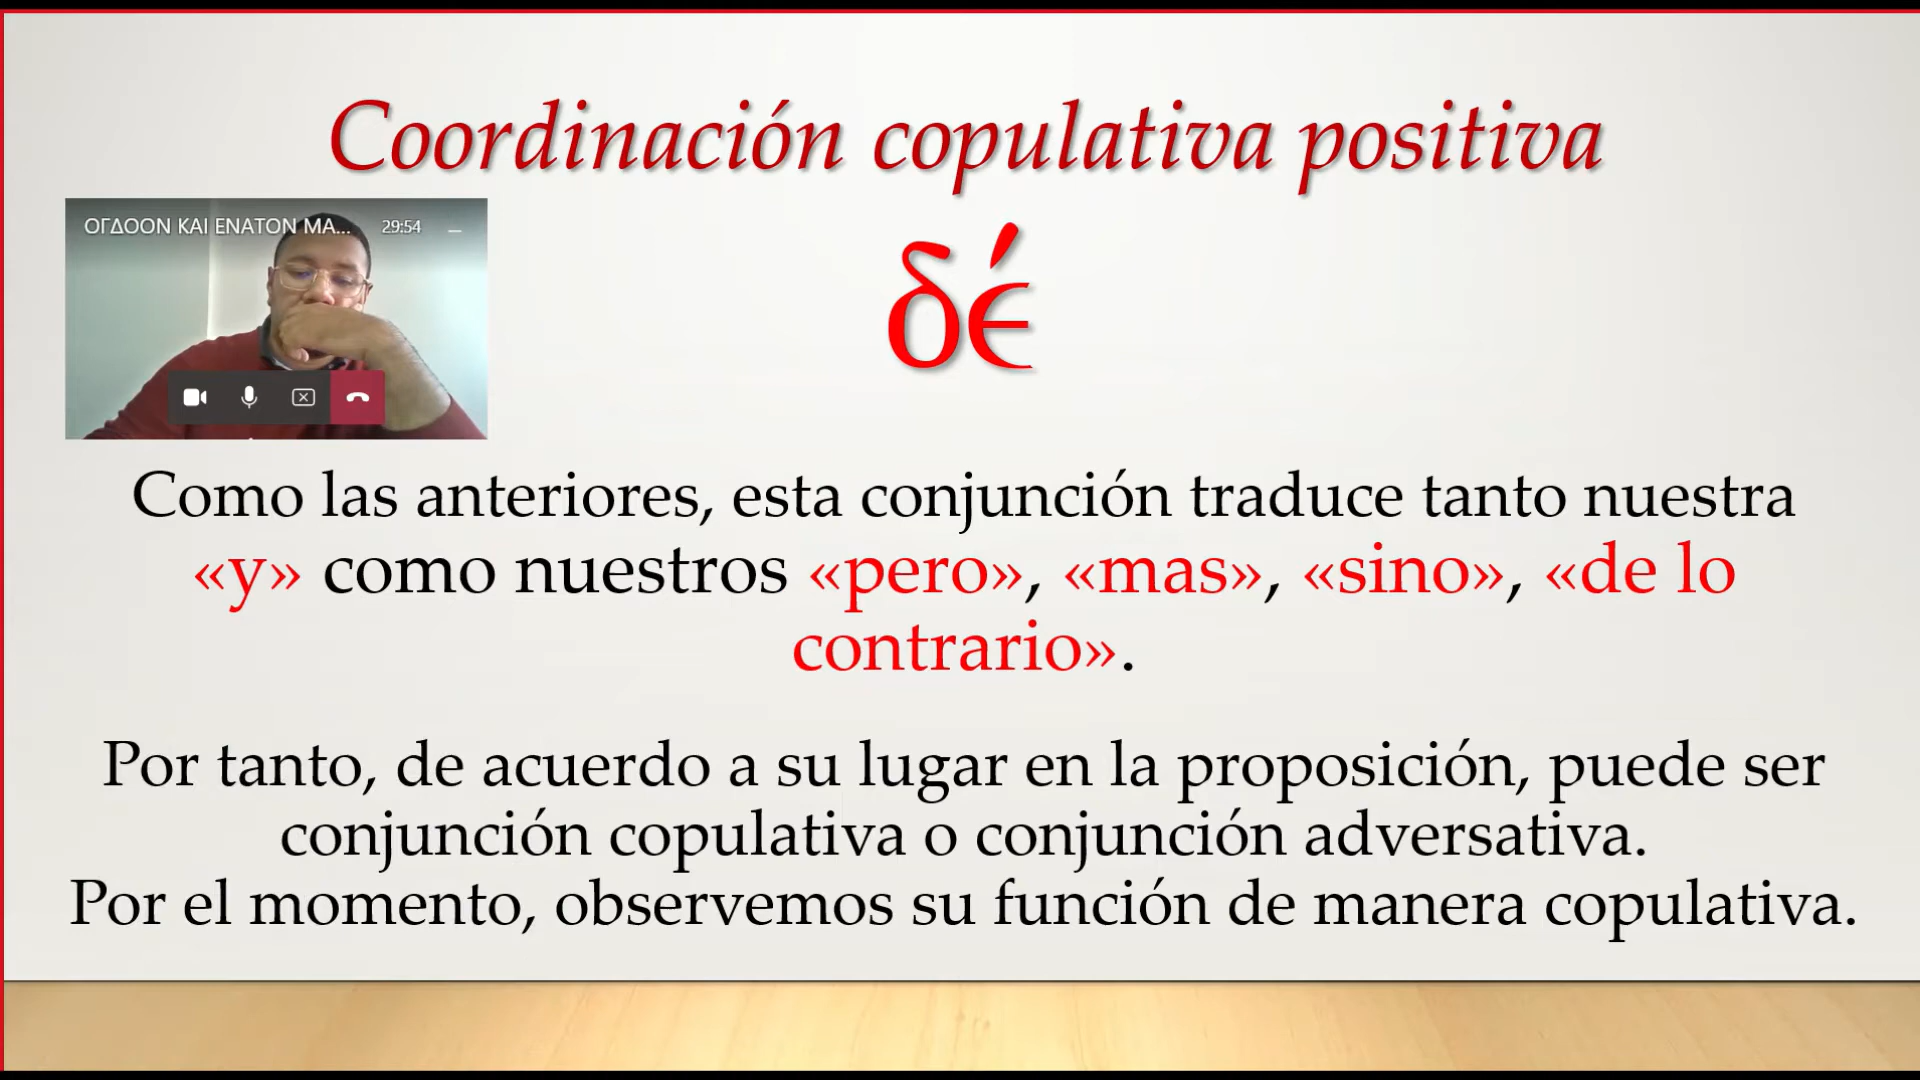 Coordinación copulativa positiva
ΟΓΔΟΟΝ ΚΑΙ ΕΝΑΤΟΝ ΜΑ... 29:54
δέ
Como las anteriores, esta conjunción traduce tanto nuestra
«y» como nuestros «pero», «mas», «sino», «de lo
contrario».
Por tanto, de acuerdo a su lugar en la proposición, puede ser
conjunción copulativa o conjunción adversativa.
Por el momento, observemos su función de manera copulativa.